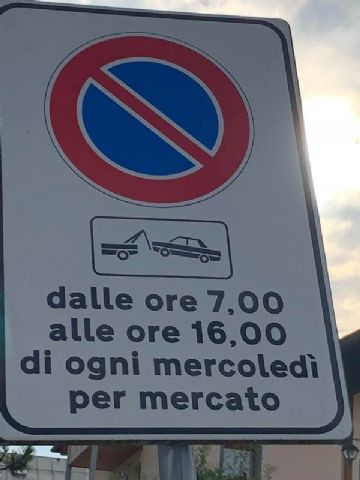 dalle ore 7,00
alle ore 16,00
di ogni mercoledì
per mercato